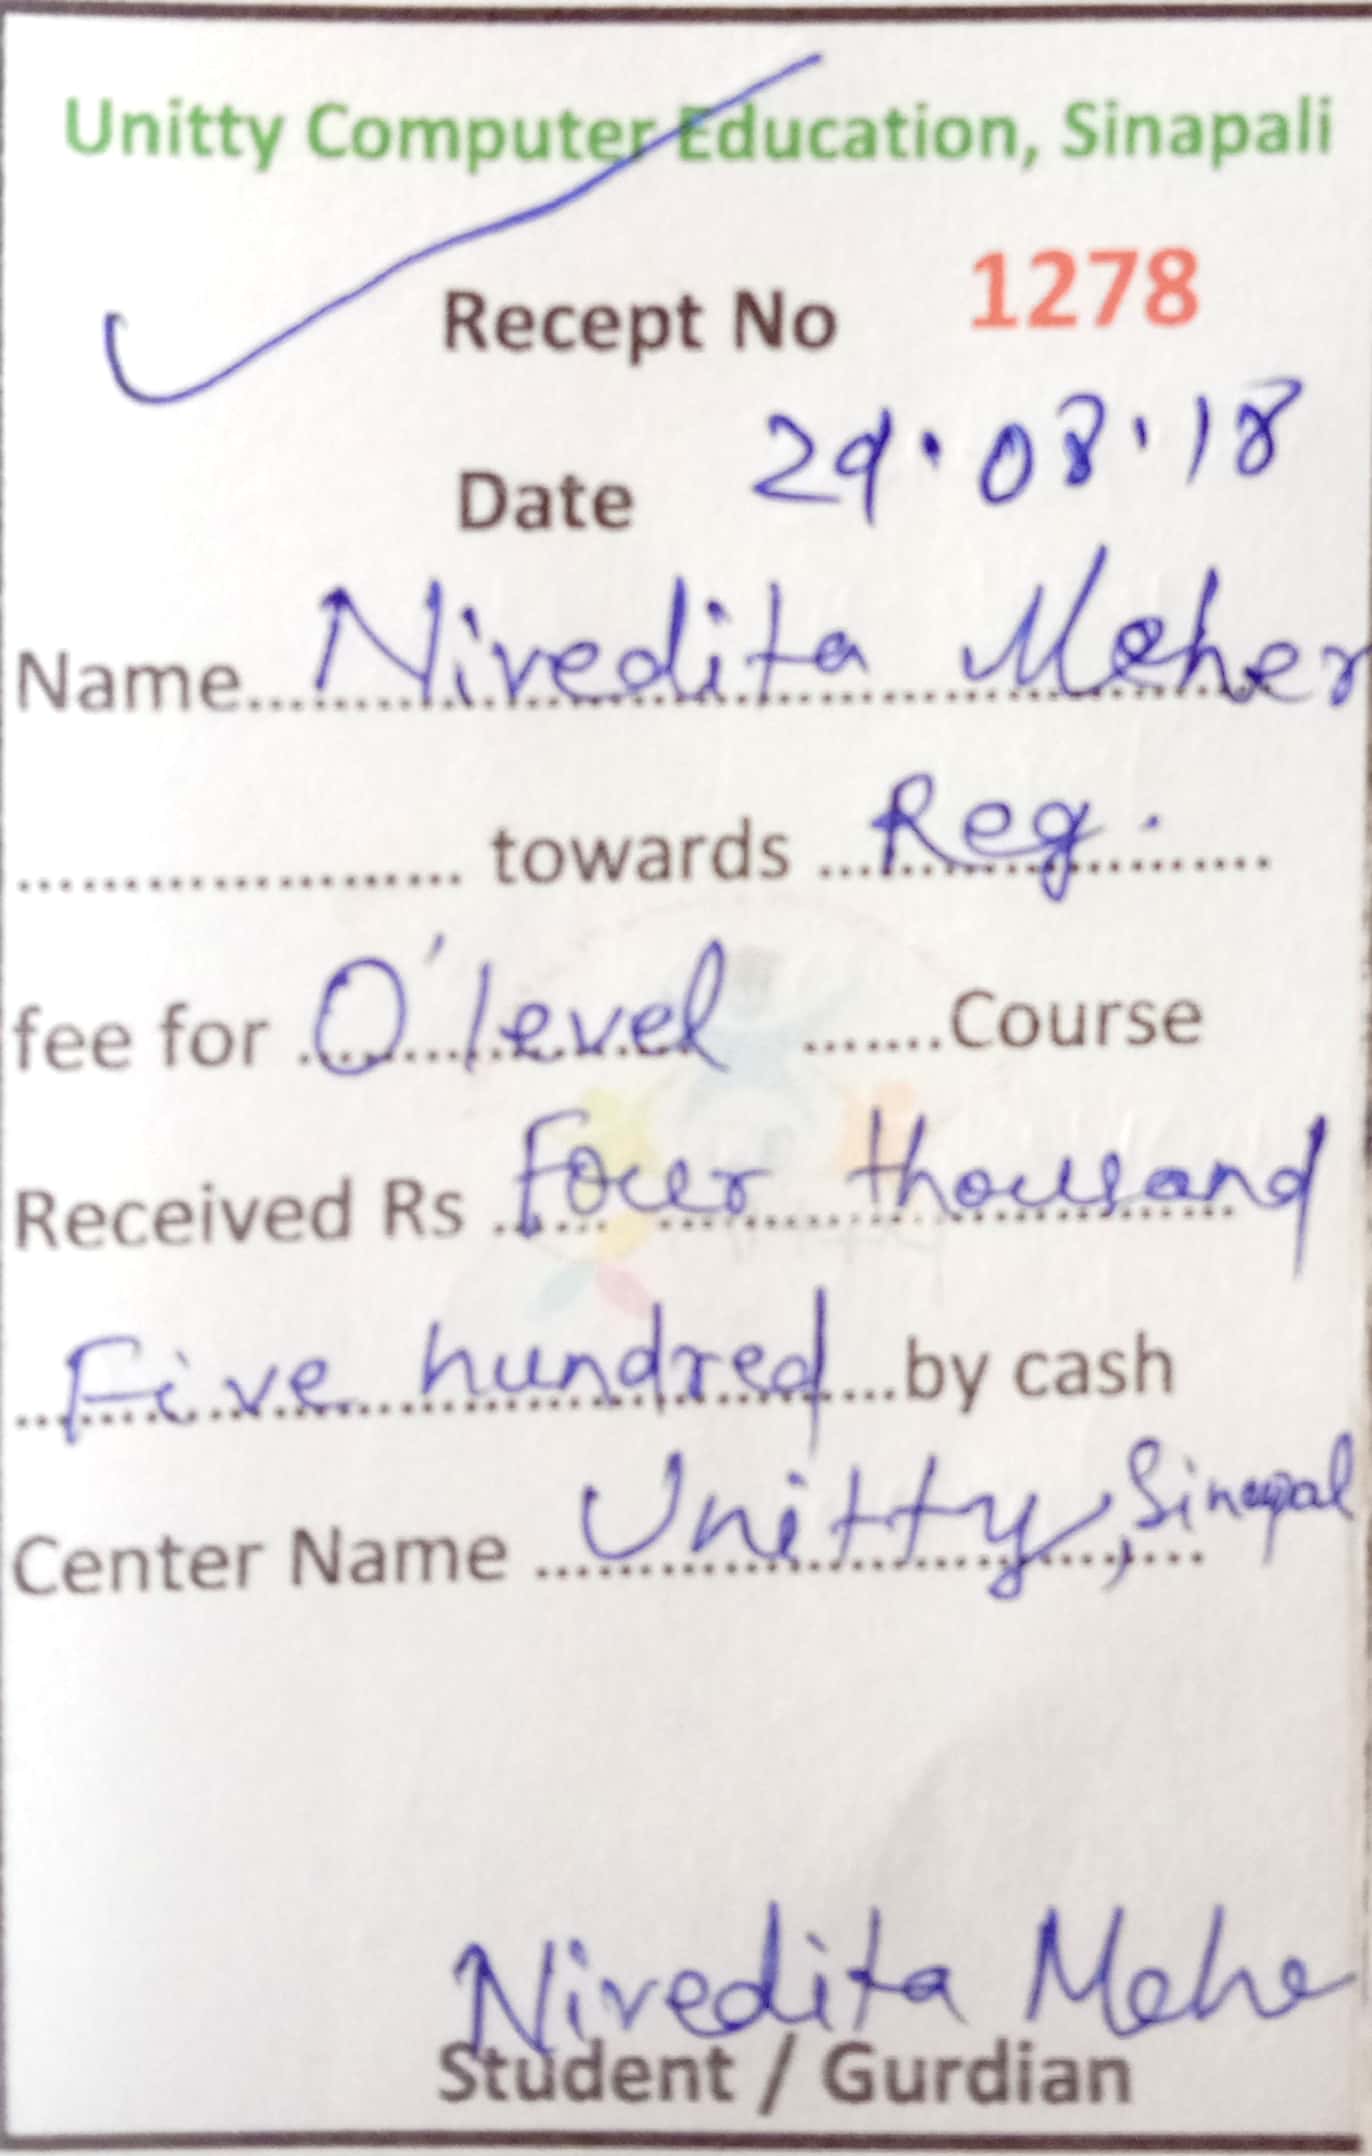 Unitty Computer Education, Sinapali
Recept No 1278
Date 29.08.18
Name....Nivedita Meher
.................... towards ...Reg. ..........
fee for ..O'level .......Course
Received Rs ..Four thousand
..Five hundred....by cash
Center Name ...Unitty, Sinapal
Nivedita Mehe
Student / Gurdian